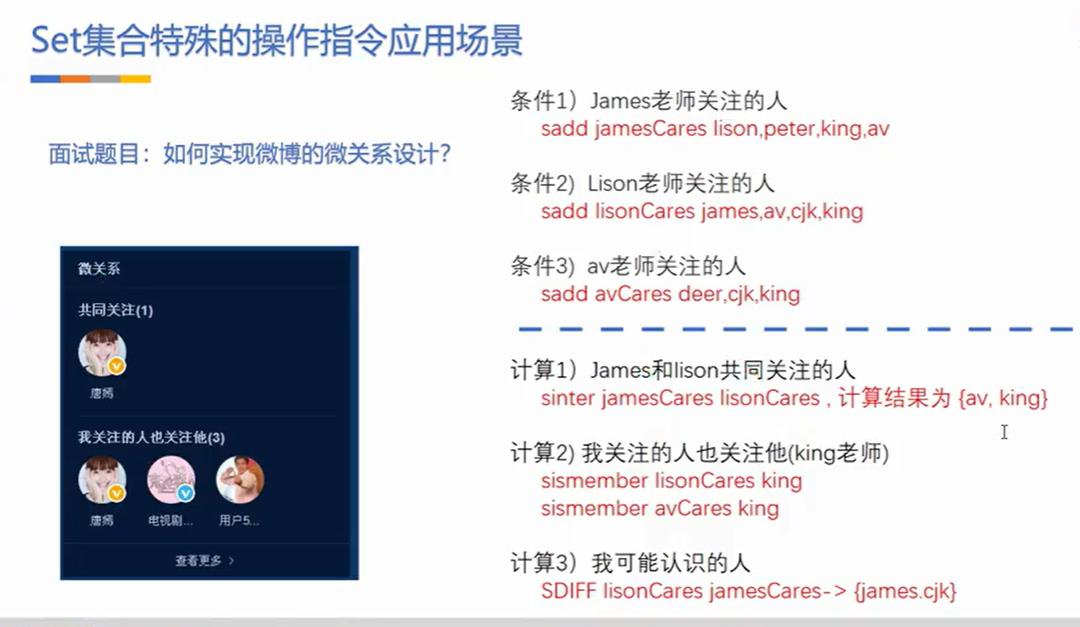 Set集合特殊的操作指令应用场景
面试题目：如何实现微博的微关系设计？
微关系
共同关注(1)
唐嫣
我关注的人也关注他(3)
唐嫣
电视剧...
用户5...
查看更多 >
条件1）James老师关注的人
sadd jamesCares lison,peter,king,av
条件2）Lison老师关注的人
sadd lisonCares james,av,cjk,king
条件3）av老师关注的人
sadd avCares deer,cjk,king
计算1）James和lison共同关注的人
sinter jamesCares lisonCares , 计算结果为 {av, king}
计算2) 我关注的人也关注他(king老师)
sismember lisonCares king
sismember avCares king
计算3）我可能认识的人
SDIFF lisonCares jamesCares-> {james.cjk}